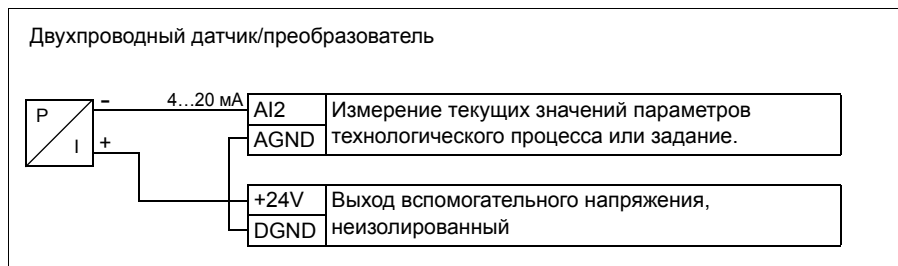 Двухпроводный датчик/преобразователь
P
I
-
+
4…20 мА
AI2
AGND
Измерение текущих значений параметров
технологического процесса или задание.
+24V
DGND
Выход вспомогательного напряжения,
неизолированный